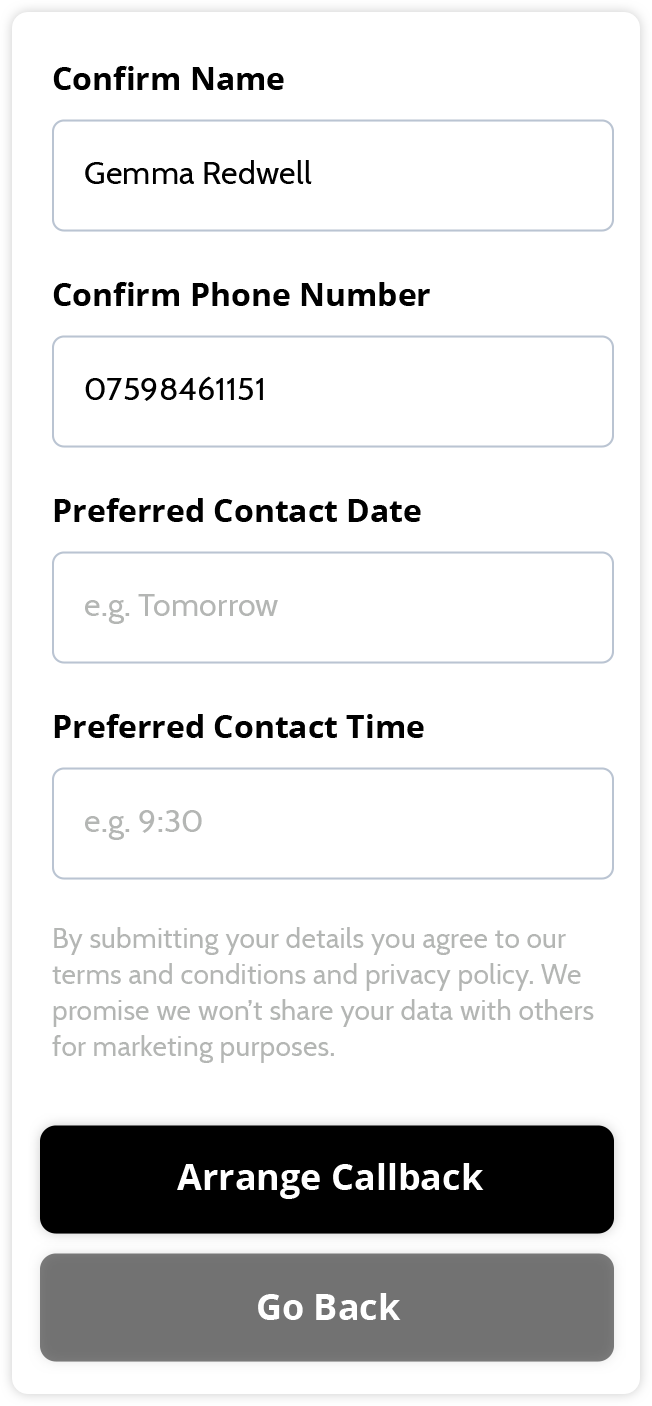 Confirm Name
Gemma Redwell
Confirm Phone Number
07598461151
Preferred Contact Date
e.g. Tomorrow
Preferred Contact Time
e.g. 9:30
By submitting your details you agree to our
terms and conditions and privacy policy. We
promise we won’t share your data with others
for marketing purposes.
Arrange Callback
Go Back